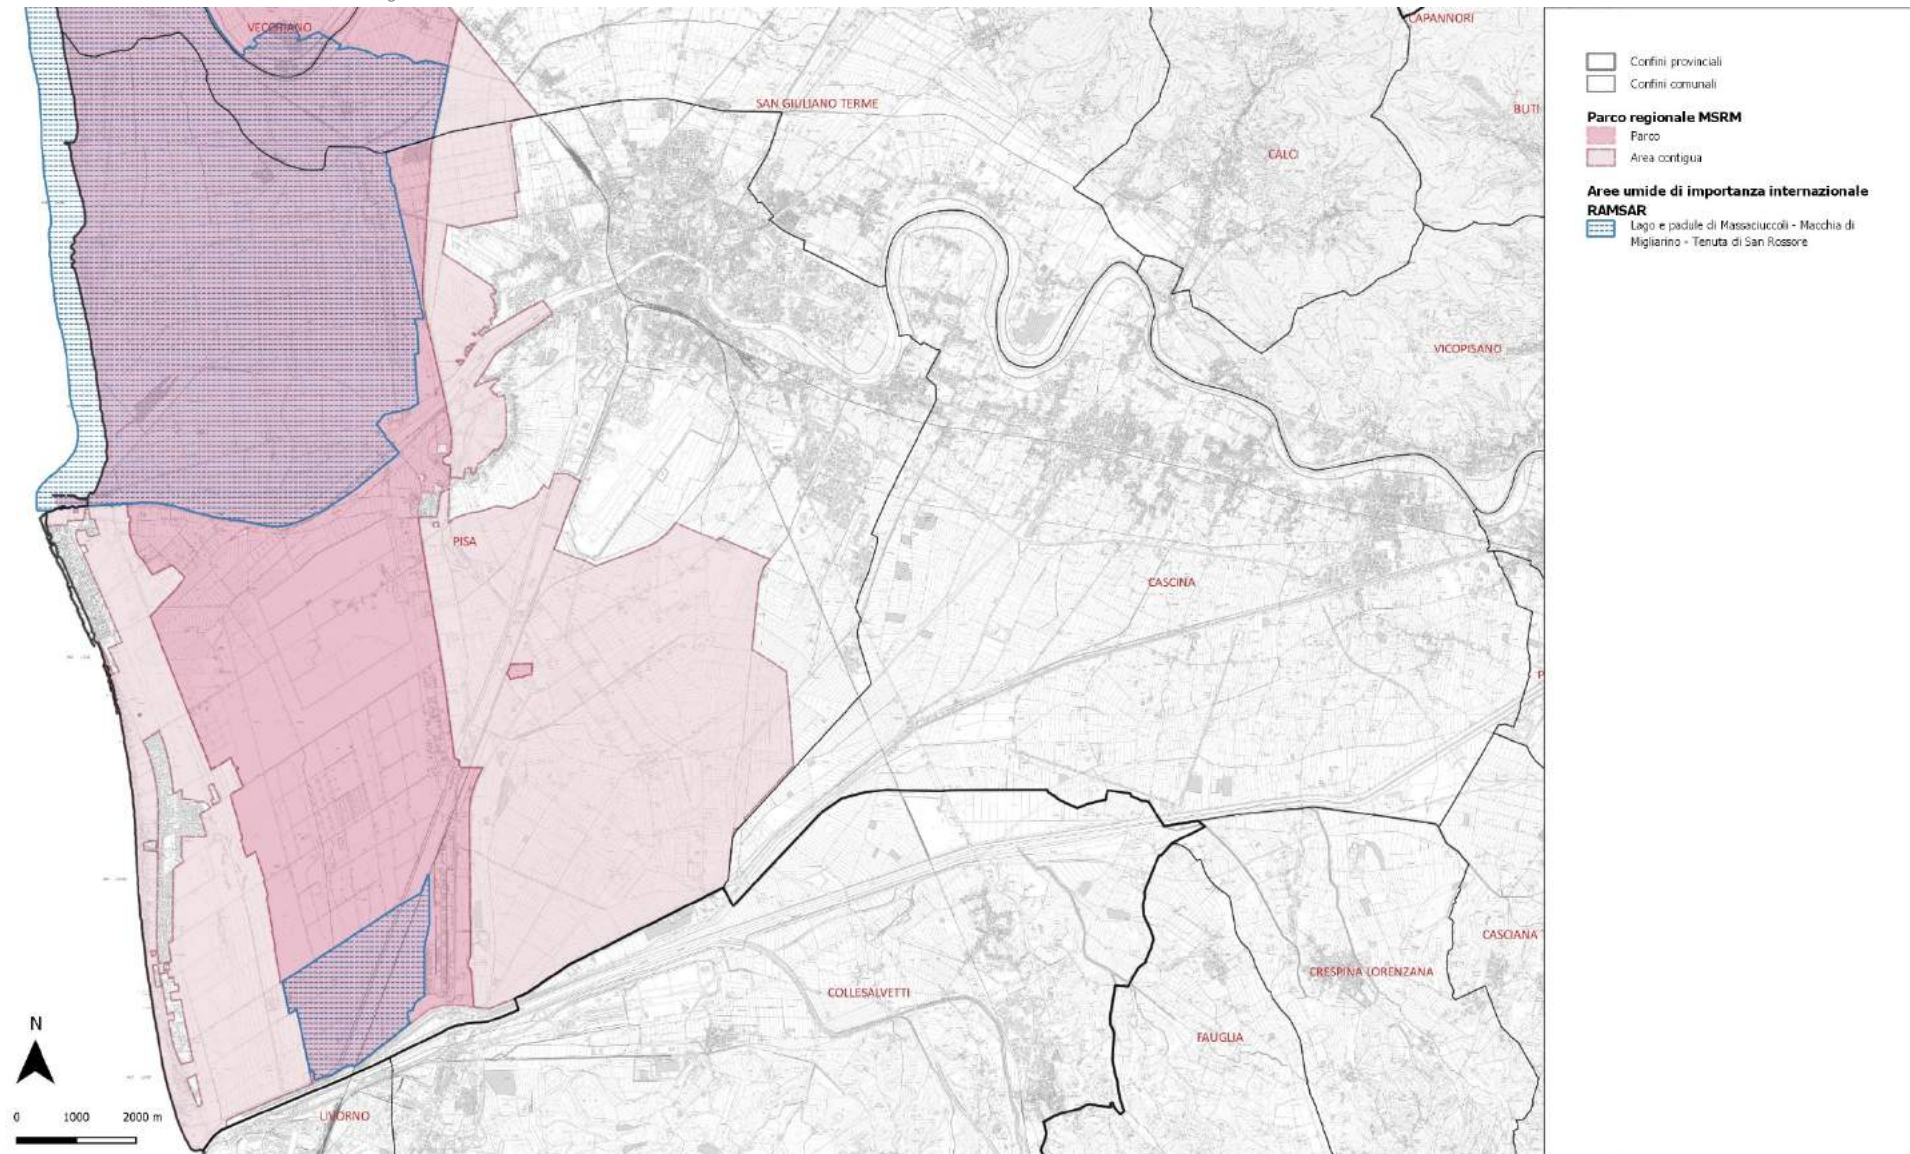 VECCHIANO
CAPANNORI
SAN GIULIANO TERME
BUTI
CALCI
VICOPISANO
PISA
CASCINA
P
CASCIANA
CRESPINA LORENZANA
COLLESALVETTI
FAUGLIA
LIVORNO
N
0 1000 2000 m
Confini provinciali
Confini comunali
Parco regionale MSRM
Parco
Area contigua
Aree umide di importanza internazionale
RAMSAR
Lago e padule di Massaciuccoli - Macchia di
Migliarino - Tenuta di San Rossore